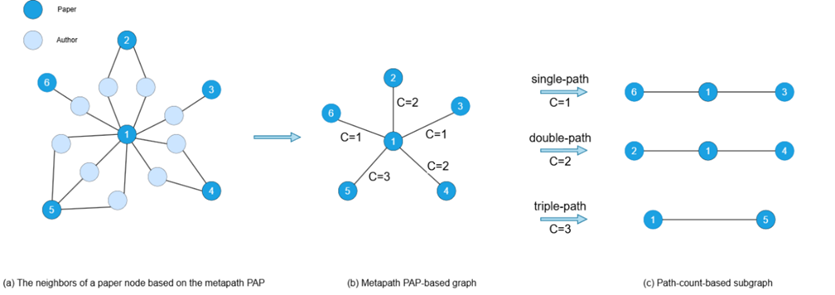 Paper
Author
2
6
3
1
4
5
2
C=2
3
6
C=1
C=1
1
C=2
C=3
5
4
single-path
C=1
6
1
3
double-path
C=2
2
1
4
triple-path
C=3
1
5
(a) The neighbors of a paper node based on the metapath PAP
(b) Metapath PAP-based graph
(c) Path-count-based subgraph